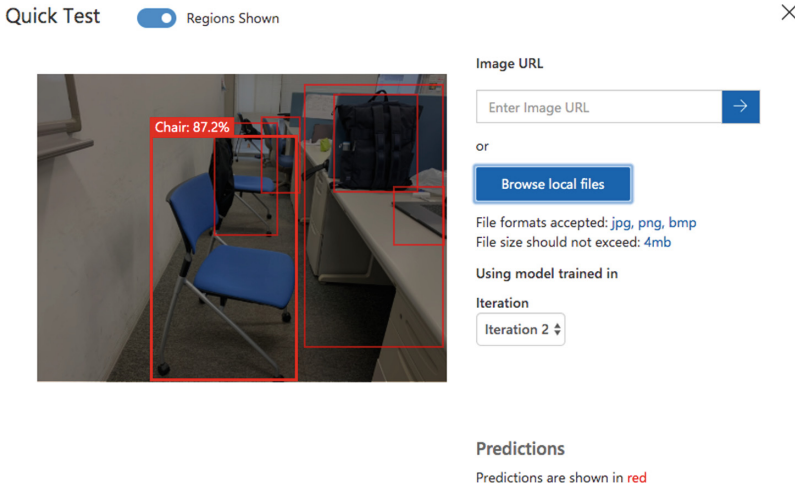 Quick Test
Regions Shown
Image URL
Enter Image URL
or
Browse local files
File formats accepted: jpg, png, bmp
File size should not exceed: 4mb
Using model trained in
Iteration
Iteration 2
Chair: 87.2%
Predictions
Predictions are shown in red